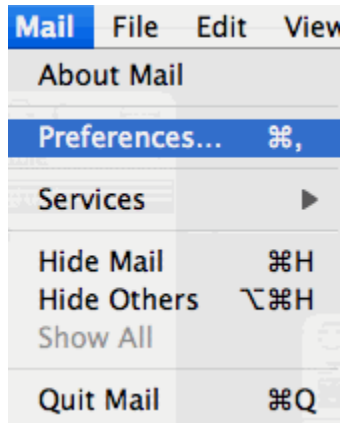 Mail File Edit View
About Mail
Preferences... ⌘,
Services ▶
Hide Mail ⌘H
Hide Others ⌥⌘H
Show All
Quit Mail ⌘Q